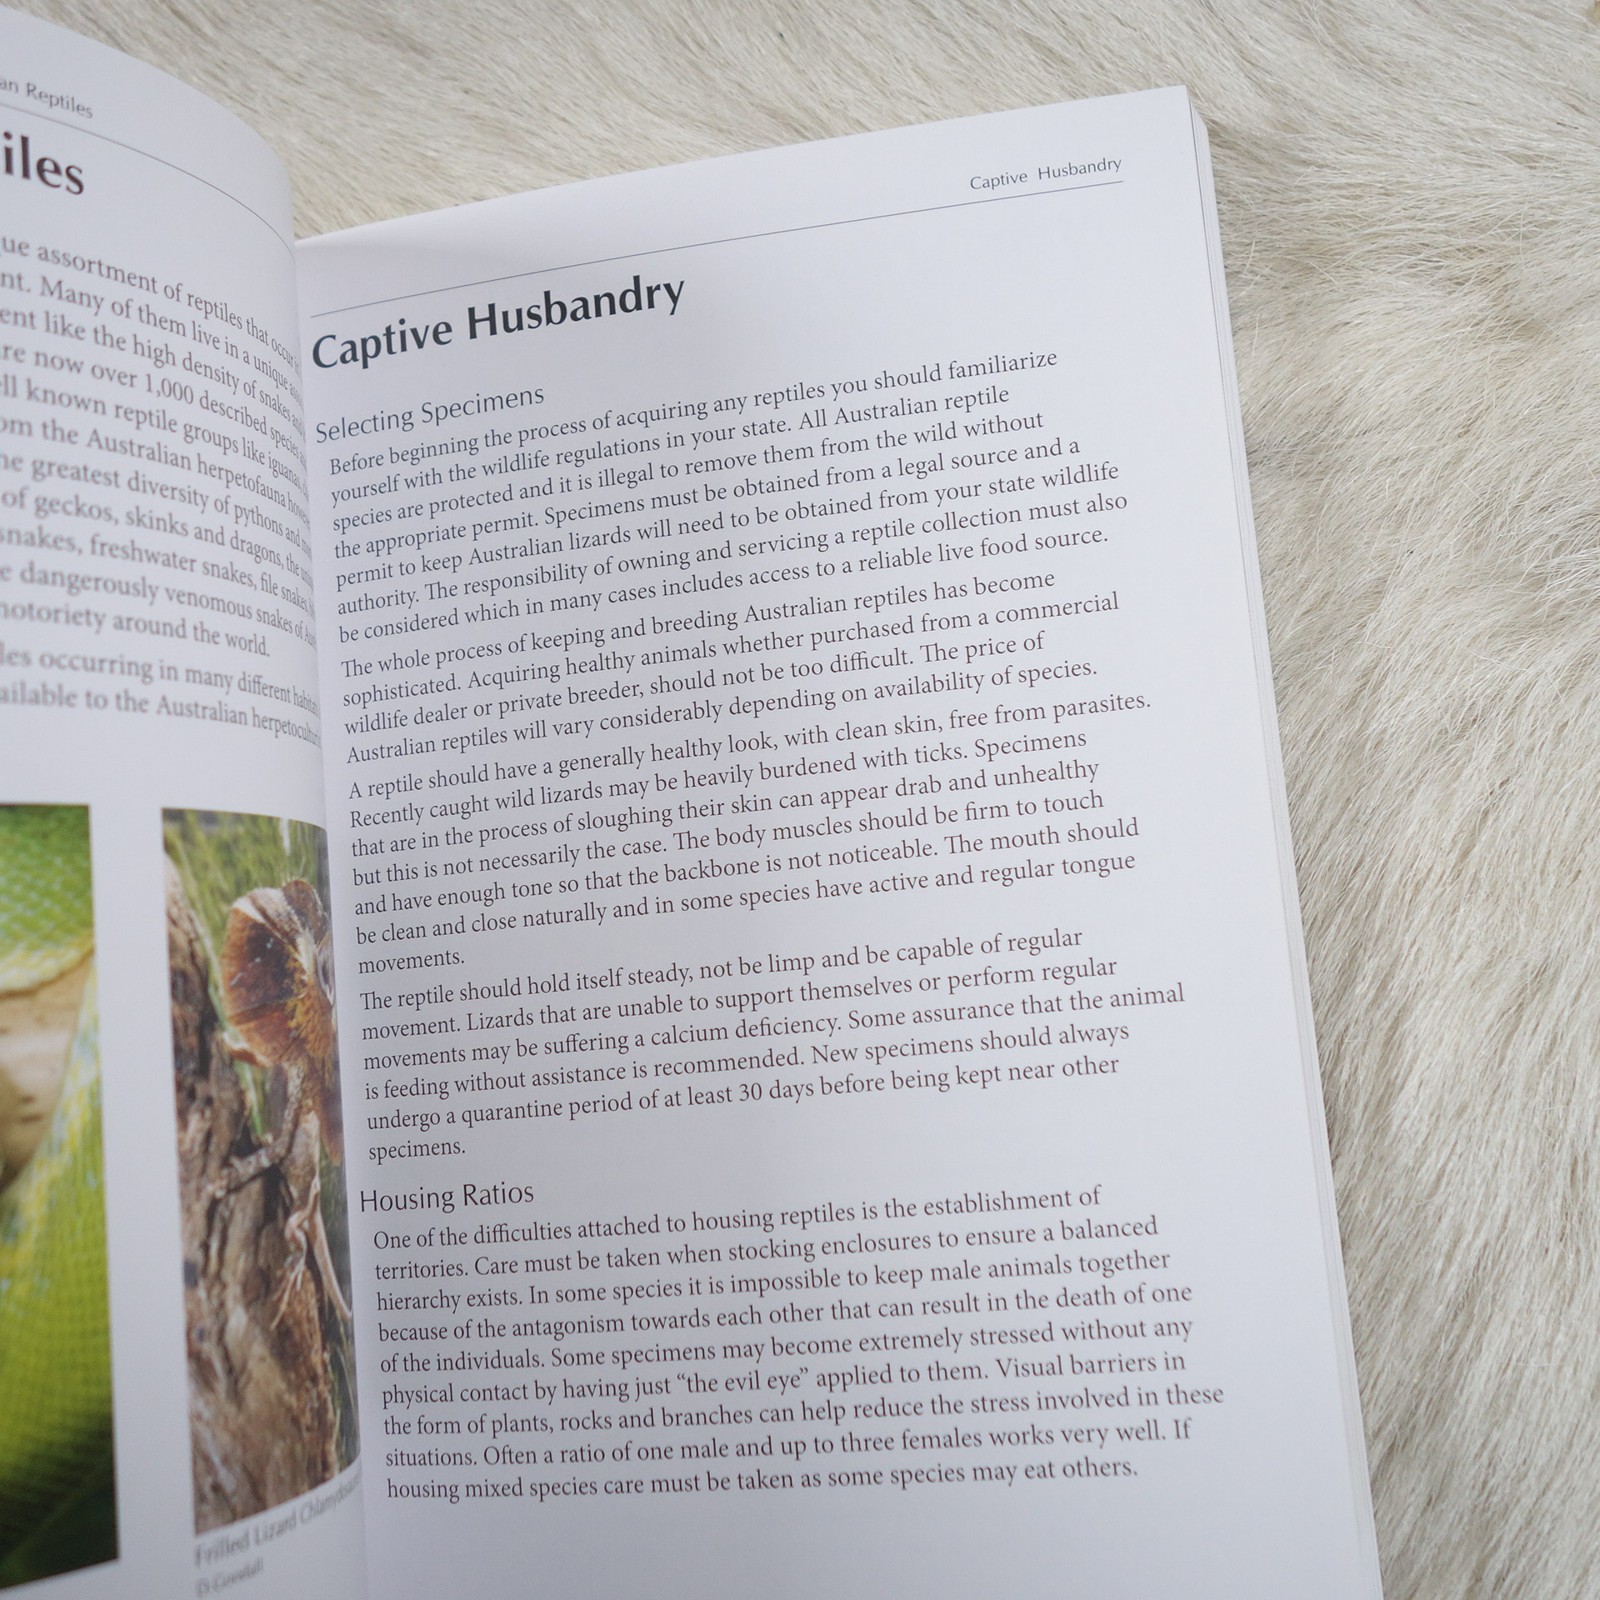 an Reptiles
iles
que assortment of reptiles that occur
nt. Many of them live in a unique
ent like the high density of snakes
re now over 1,000 described species
ell known reptile groups like iguanas,
om the Australian herpetofauna
he greatest diversity of pythons and
of geckos, skinks and dragons, the
snakes, freshwater snakes, file snakes
e dangerously venomous snakes of
notoriety around the world.
les occurring in many different
ailable to the Australian
Frilled Lizard
Captive Husbandry
Captive Husbandry
Selecting Specimens
Before beginning the process of acquiring any reptiles you should familiarize
yourself with the wildlife regulations in your state. All Australian reptile
species are protected and it is illegal to remove them from the wild without
the appropriate permit. Specimens must be obtained from a legal source and a
permit to keep Australian lizards will need to be obtained from your state wildlife
authority. The responsibility of owning and servicing a reptile collection must also
be considered which in many cases includes access to a reliable live food source.
The whole process of keeping and breeding Australian reptiles has become
sophisticated. Acquiring healthy animals whether purchased from a commercial
wildlife dealer or private breeder, should not be too difficult. The price of
Australian reptiles will vary considerably depending on availability of species.
A reptile should have a generally healthy look, with clean skin, free from parasites.
Recently caught wild lizards may be heavily burdened with ticks. Specimens
that are in the process of sloughing their skin can appear drab and unhealthy
but this is not necessarily the case. The body muscles should be firm to touch
and have enough tone so that the backbone is not noticeable. The mouth should
be clean and close naturally and in some species have active and regular tongue
movements.
The reptile should hold itself steady, not be limp and be capable of regular
movement. Lizards that are unable to support themselves or perform regular
movements may be suffering a calcium deficiency. Some assurance that the animal
is feeding without assistance is recommended. New specimens should always
undergo a quarantine period of at least 30 days before being kept near other
specimens.
Housing Ratios
One of the difficulties attached to housing reptiles is the establishment of
territories. Care must be taken when stocking enclosures to ensure a balanced
hierarchy exists. In some species it is impossible to keep male animals together
because of the antagonism towards each other that can result in the death of one
of the individuals. Some specimens may become extremely stressed without any
physical contact by having just “the evil eye” applied to them. Visual barriers in
the form of plants, rocks and branches can help reduce the stress involved in these
situations. Often a ratio of one male and up to three females works very well. If
housing mixed species care must be taken as some species may eat others.